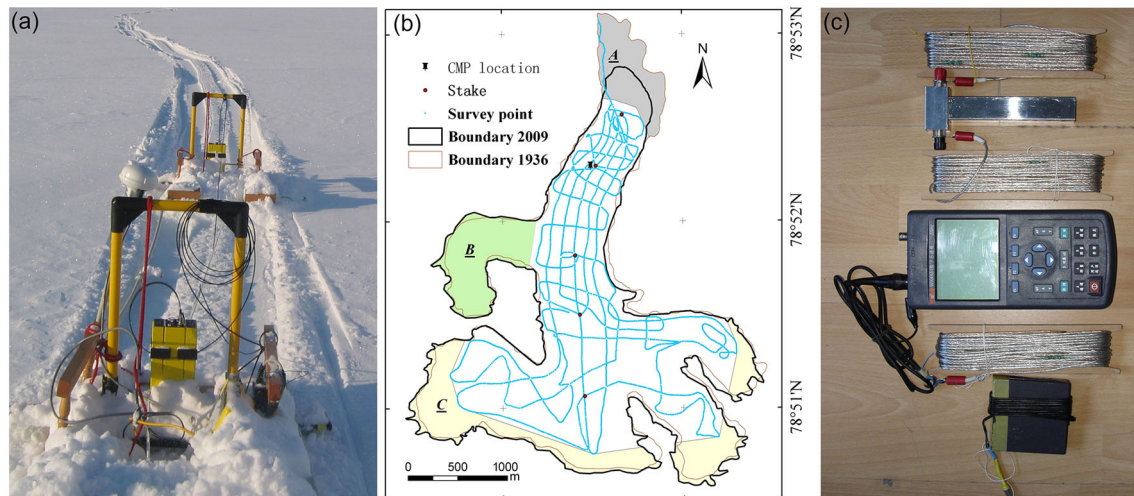 (a)
(b)
(c)
CMP location
Stake
Survey point
Boundary 2009
Boundary 1936
A
N
B
C
78°53'N
78°52'N
78°51'N
0 500 1000
m